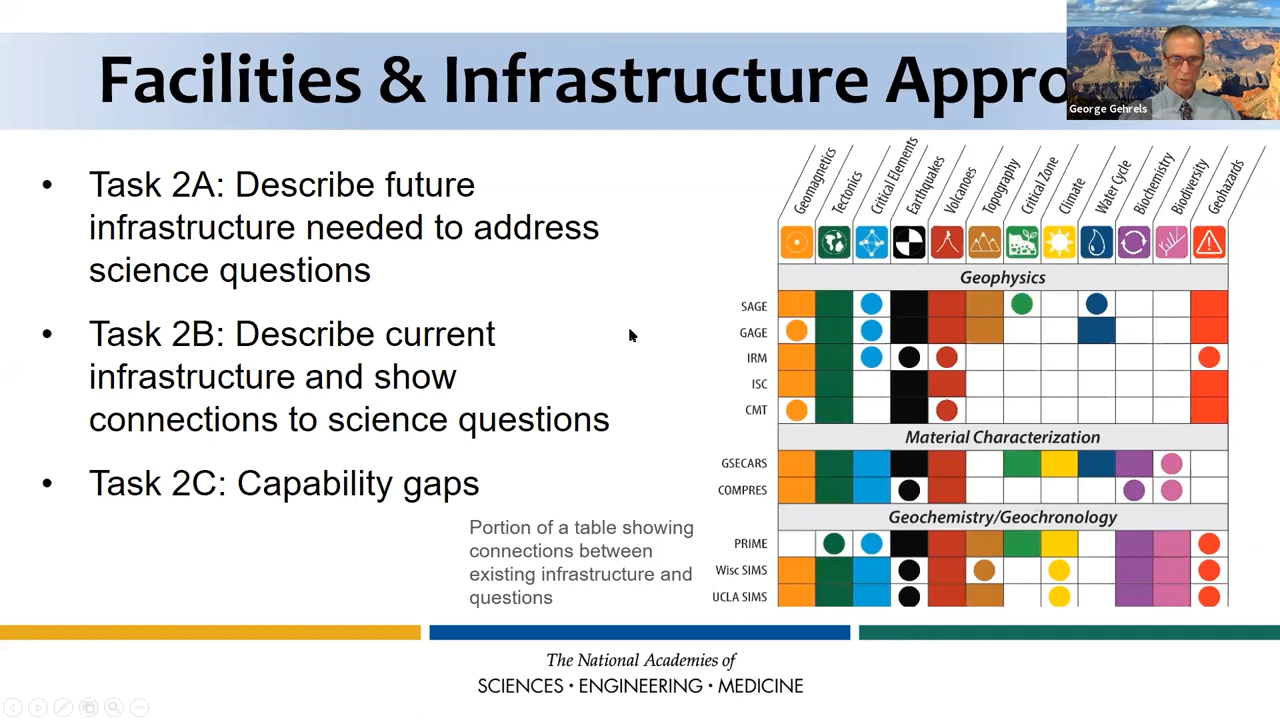 Facilities & Infrastructure Appro
George Gehrels
• Task 2A: Describe future
infrastructure needed to address
science questions
• Task 2B: Describe current
infrastructure and show
connections to science questions
• Task 2C: Capability gaps
Portion of a table showing
connections between
existing infrastructure and
questions
Geomagnetics
Tectonics
Critical Elements
Earthquakes
Volcanoes
Topography
Critical Zone
Climate
Water Cycle
Biochemistry
Biodiversity
Geohazards
Geophysics
SAGE
GAGE
IRM
ISC
CMT
Material Characterization
GSECARS
COMPRES
Geochemistry/Geochronology
PRIME
Wisc SIMS
UCLA SIMS
The National Academies of
SCIENCES • ENGINEERING • MEDICINE